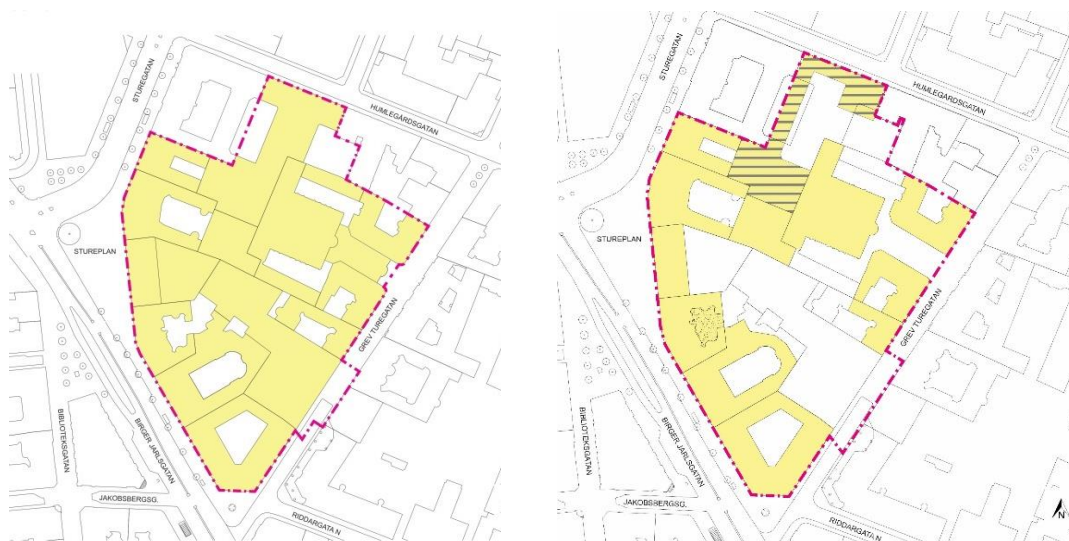 STUREGATAN
HUMLEGÅRDSGATAN
STUREPLAN
GREV TUREGATAN
BIBLIOTEKSGATAN
BIRGER JARLSGATAN
JAKOBSBERGSG.
RIDDARGATAN
STUREGATAN
HUMLEGÅRDSGATAN
STUREPLAN
GREV TUREGATAN
BIBLIOTEKSGATAN
BIRGER JARLSGATAN
JAKOBSBERGSG.
RIDDARGATAN
N